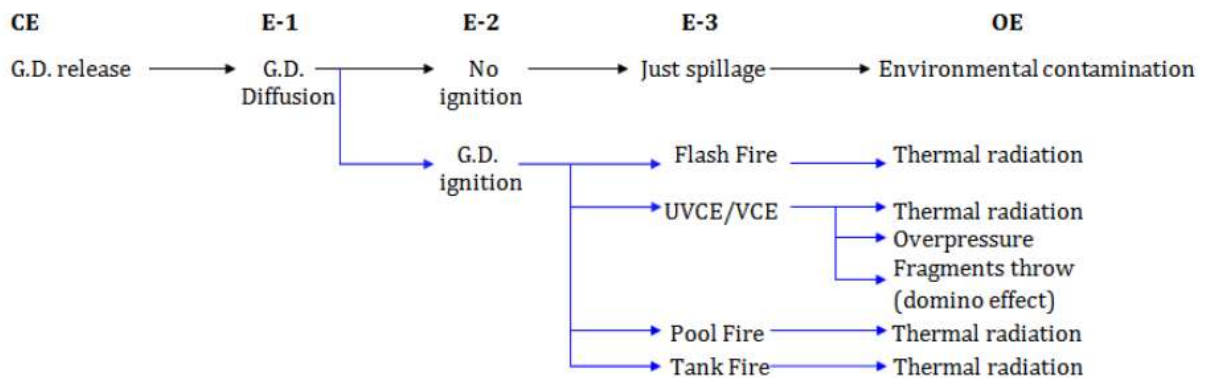 CE E-1 E-2 E-3 OE
G.D. release G.D. Diffusion No ignition Just spillage Environmental contamination
G.D. ignition Flash Fire Thermal radiation
UVCE/VCE Thermal radiation
Overpressure
Fragments throw
(domino effect)
Pool Fire Thermal radiation
Tank Fire Thermal radiation